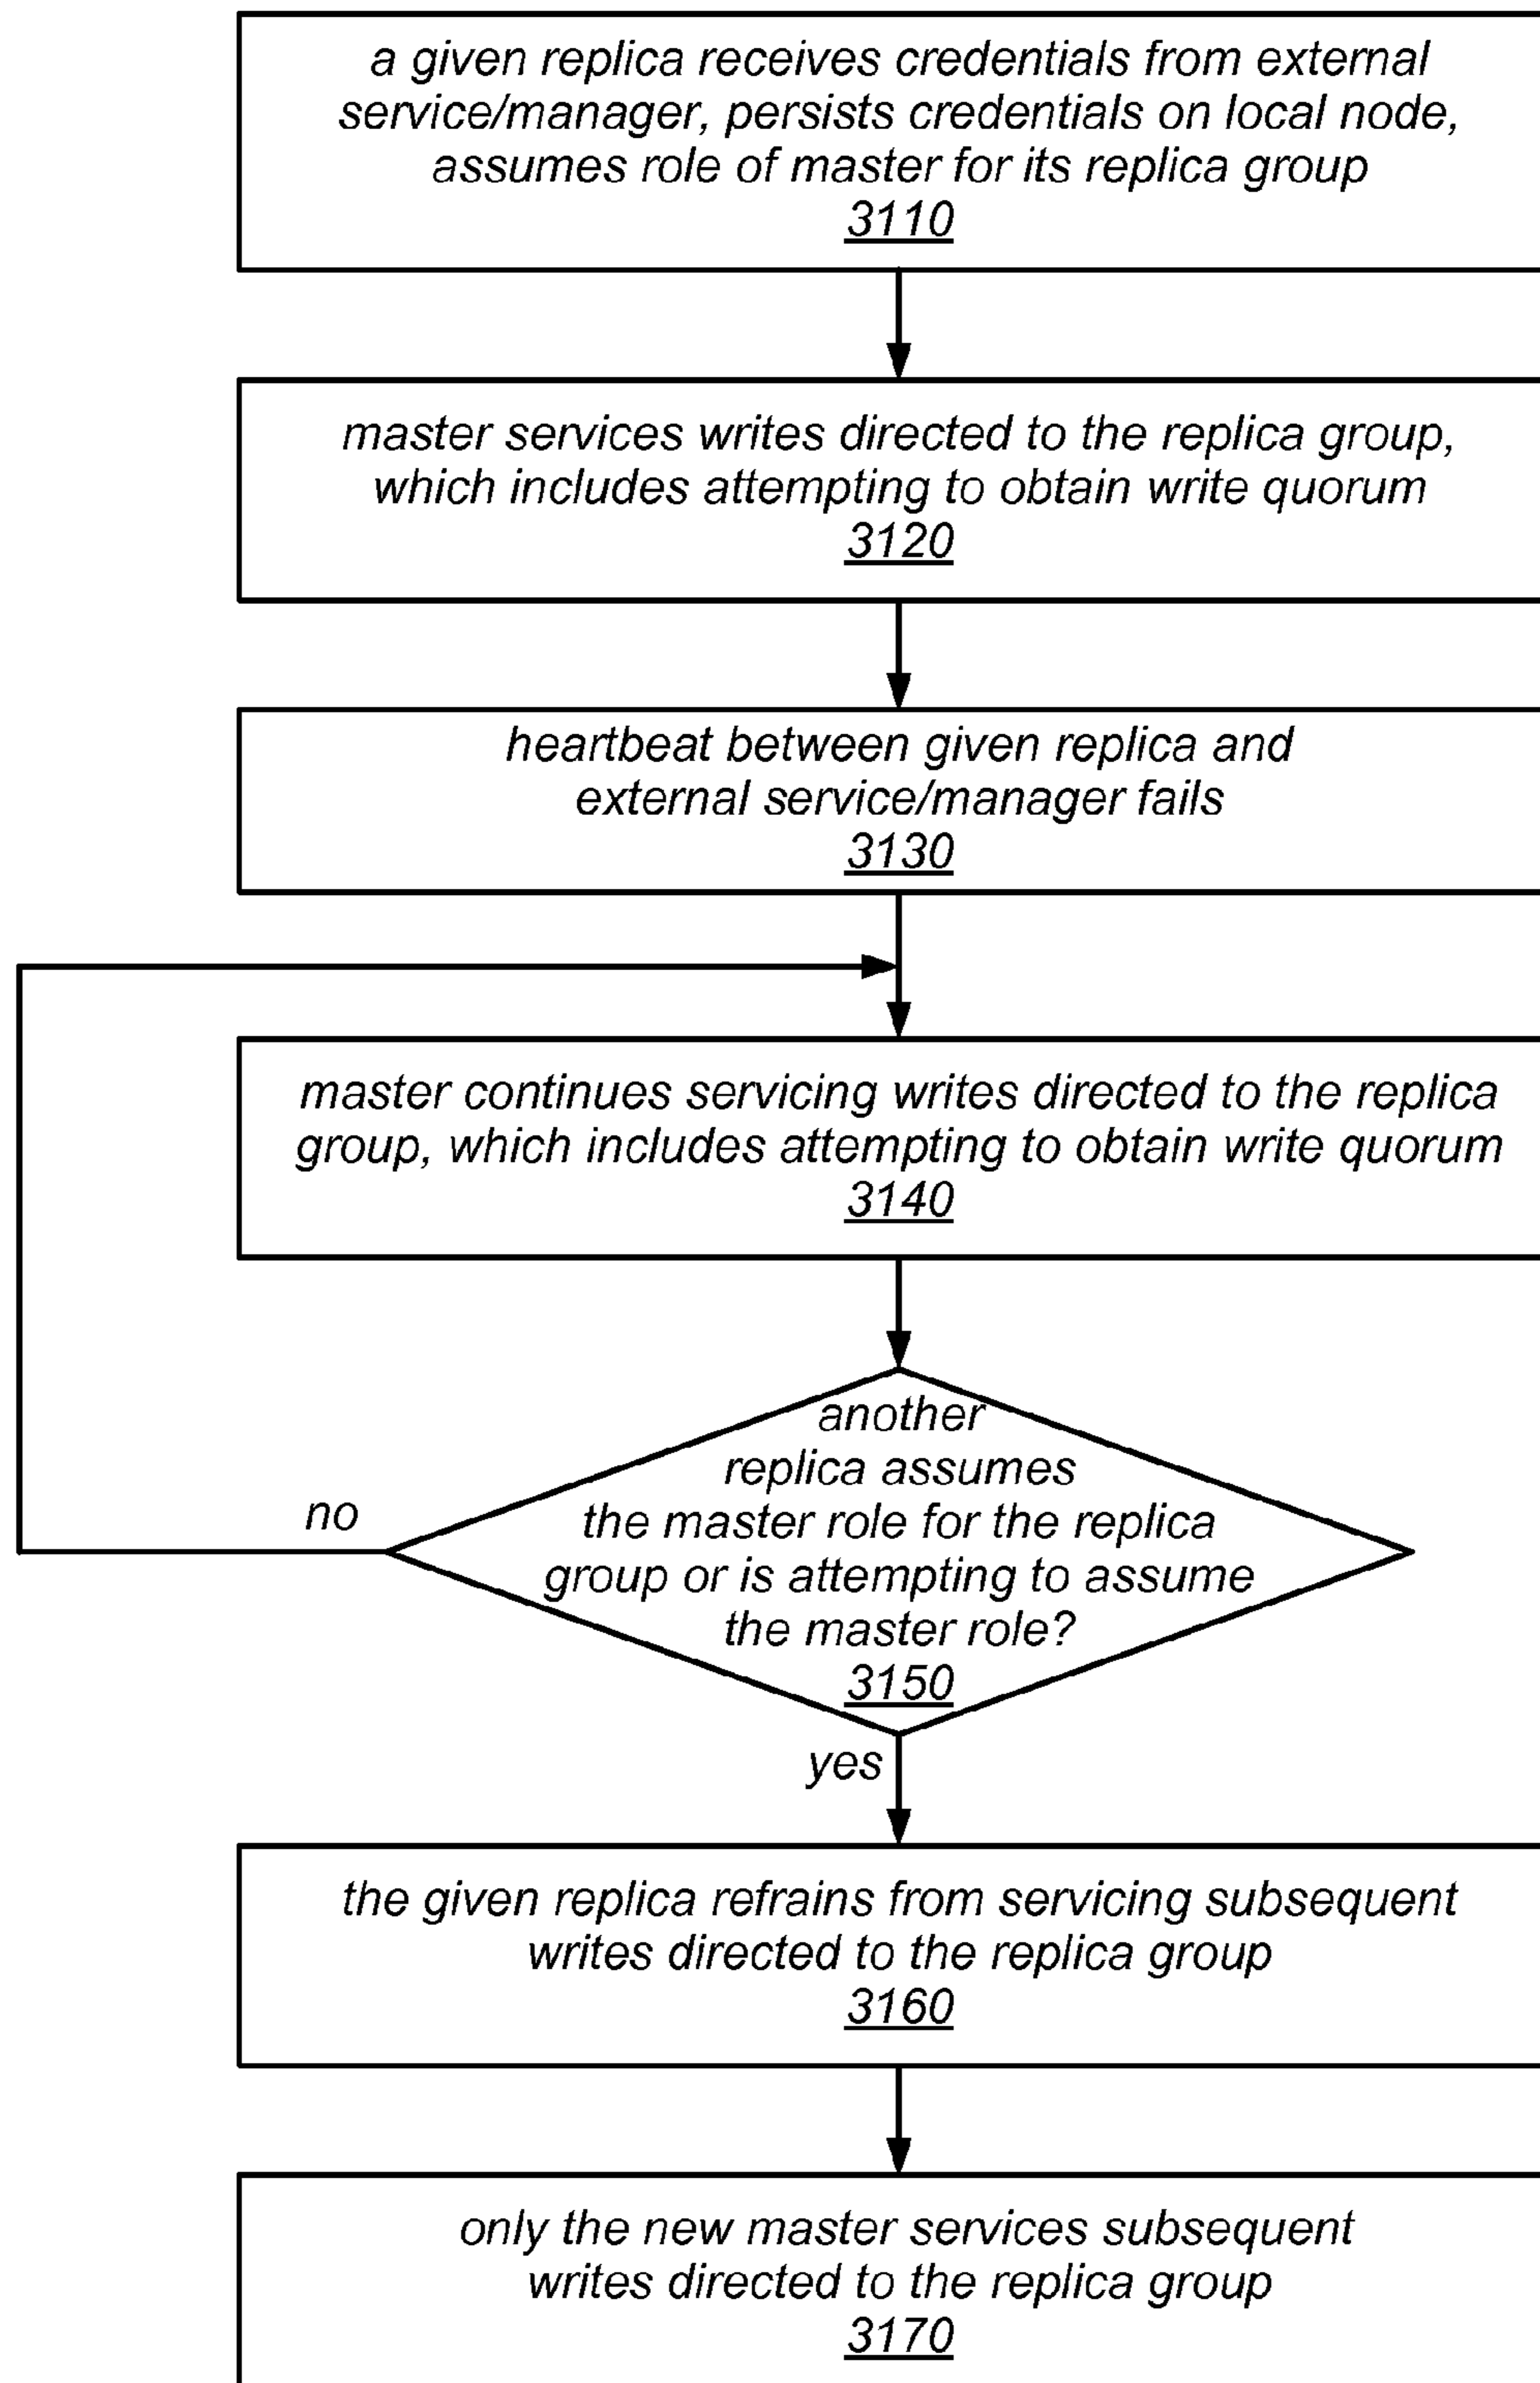 a given replica receives credentials from external
service/manager, persists credentials on local node,
assumes role of master for its replica group
3110
master services writes directed to the replica group,
which includes attempting to obtain write quorum
3120
heartbeat between given replica and
external service/manager fails
3130
master continues servicing writes directed to the replica
group, which includes attempting to obtain write quorum
3140
another
replica assumes
the master role for the replica
group or is attempting to assume
the master role?
3150
no
yes
the given replica refrains from servicing subsequent
writes directed to the replica group
3160
only the new master services subsequent
writes directed to the replica group
3170